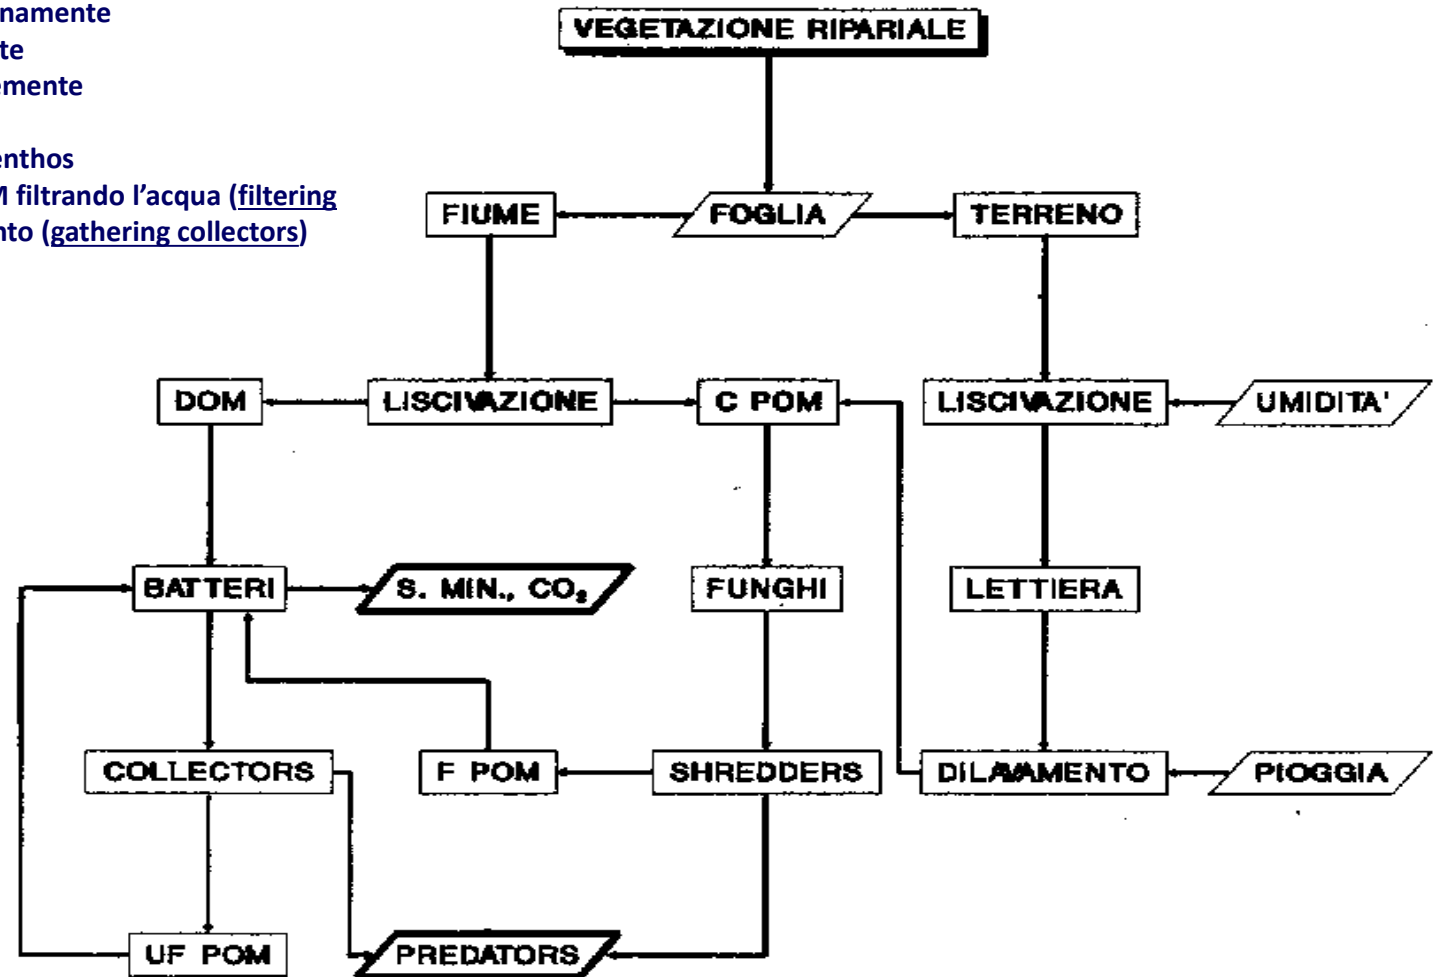 namente
te
emente
enthos
M filtrando l'acqua (filtering
nto (gathering collectors)
VEGETAZIONE RIPARIALE
FIUME
FOGLIA
TERRENO
DOM
LISCIVAZIONE
C POM
LISCIVAZIONE
UMIDITA'
BATTERI
S. MIN., CO₂
FUNGHI
LETTIERA
COLLECTORS
F POM
SHREDDERS
DILAVAMENTO
PIOGGIA
UF POM
PREDATORS